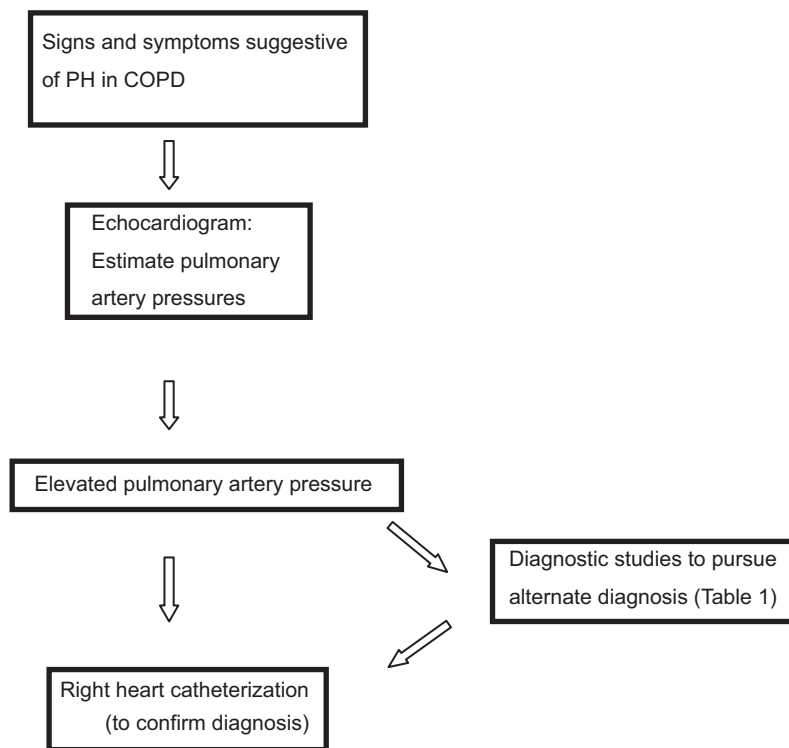 Signs and symptoms suggestive
of PH in COPD
Echocardiogram:
Estimate pulmonary
artery pressures
Elevated pulmonary artery pressure
Diagnostic studies to pursue
alternate diagnosis (Table 1)
Right heart catheterization
(to confirm diagnosis)